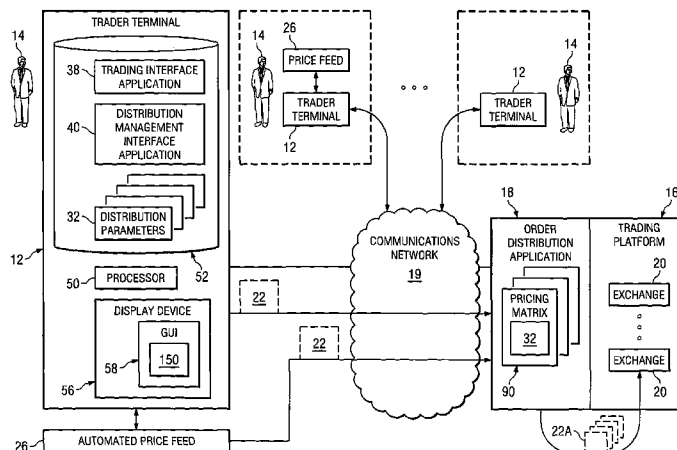 TRADER TERMINAL
14
38
TRADING INTERFACE
APPLICATION
40
DISTRIBUTION
MANAGEMENT
INTERFACE
APPLICATION
32
DISTRIBUTION
PARAMETERS
12
50
PROCESSOR
52
DISPLAY DEVICE
GUI
150
58
56
26
AUTOMATED PRICE FEED
22
22
14
26
PRICE FEED
TRADER
TERMINAL
12
TRADER
TERMINAL
12
14
COMMUNICATIONS
NETWORK
19
18
16
ORDER
DISTRIBUTION
APPLICATION
PRICING
MATRIX
32
90
TRADING
PLATFORM
20
EXCHANGE
EXCHANGE
20
22A